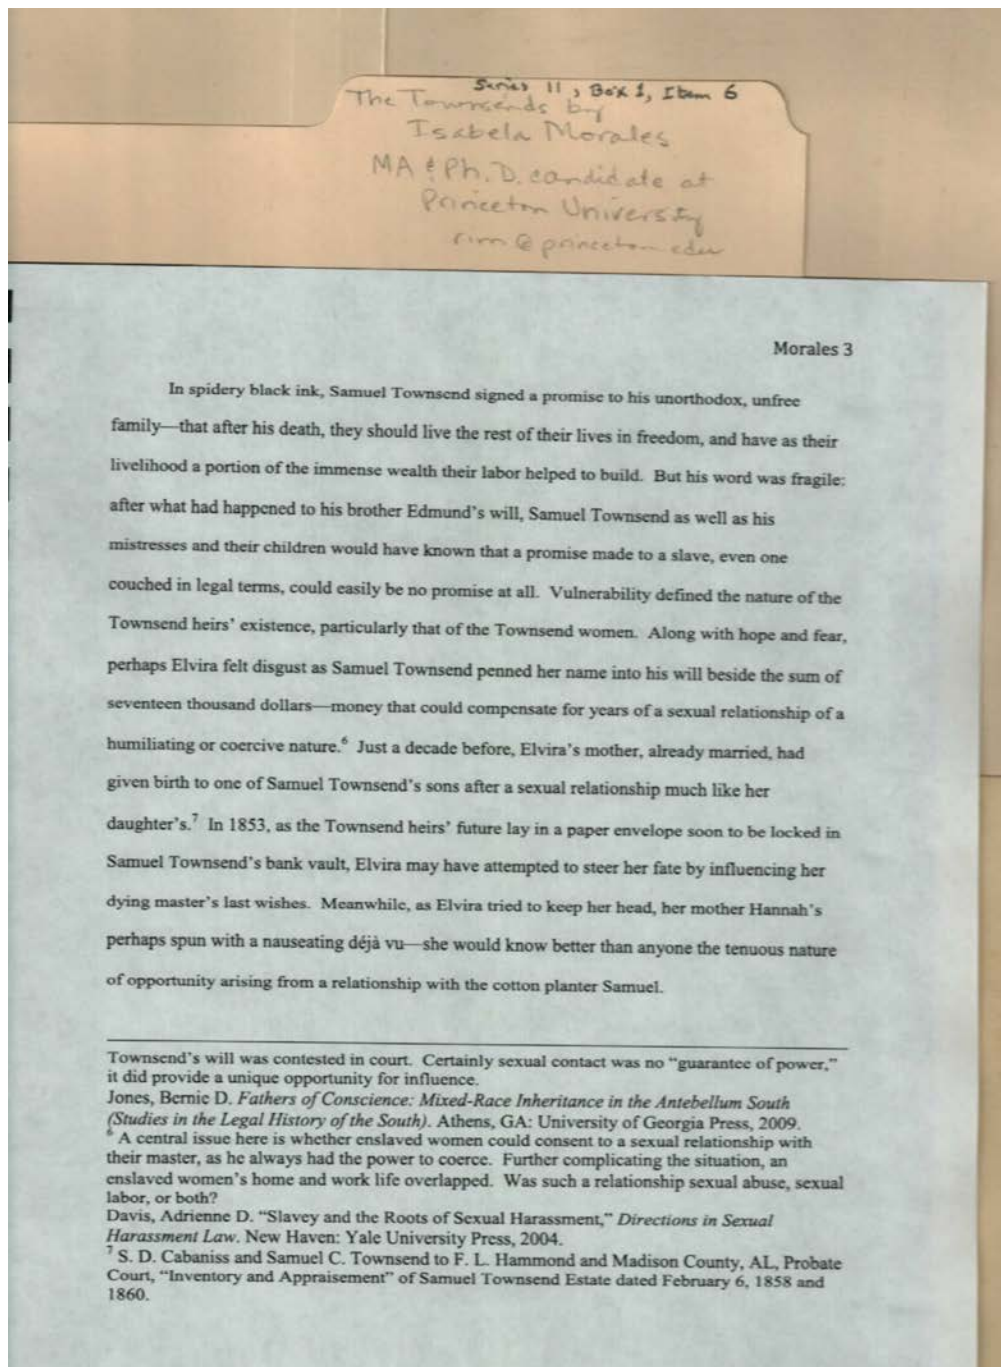 Series 11, Box 1, Item 6
The Townsends by
Isabela Morales
MA & Ph.D. candidate at
Princeton University
rim@princeton.edu
Morales 3
In spidery black ink, Samuel Townsend signed a promise to his unorthodox, unfree
family—that after his death, they should live the rest of their lives in freedom, and have as their
livelihood a portion of the immense wealth their labor helped to build. But his word was fragile:
after what had happened to his brother Edmund's will, Samuel Townsend as well as his
mistresses and their children would have known that a promise made to a slave, even one
couched in legal terms, could easily be no promise at all. Vulnerability defined the nature of the
Townsend heirs' existence, particularly that of the Townsend women. Along with hope and fear,
perhaps Elvira felt disgust as Samuel Townsend penned her name into his will beside the sum of
seventeen thousand dollars—money that could compensate for years of a sexual relationship of a
humiliating or coercive nature.⁶ Just a decade before, Elvira's mother, already married, had
given birth to one of Samuel Townsend's sons after a sexual relationship much like her
daughter's.⁷ In 1853, as the Townsend heirs' future lay in a paper envelope soon to be locked in
Samuel Townsend's bank vault, Elvira may have attempted to steer her fate by influencing her
dying master's last wishes. Meanwhile, as Elvira tried to keep her head, her mother Hannah's
perhaps spun with a nauseating déjà vu—she would know better than anyone the tenuous nature
of opportunity arising from a relationship with the cotton planter Samuel.
Townsend's will was contested in court. Certainly sexual contact was no "guarantee of power,"
it did provide a unique opportunity for influence.
Jones, Bernie D. Fathers of Conscience: Mixed-Race Inheritance in the Antebellum South
(Studies in the Legal History of the South). Athens, GA: University of Georgia Press, 2009.
⁶ A central issue here is whether enslaved women could consent to a sexual relationship with
their master, as he always had the power to coerce. Further complicating the situation, an
enslaved women's home and work life overlapped. Was such a relationship sexual abuse, sexual
labor, or both?
Davis, Adrienne D. "Slavey and the Roots of Sexual Harassment," Directions in Sexual
Harassment Law. New Haven: Yale University Press, 2004.
⁷ S. D. Cabaniss and Samuel C. Townsend to F. L. Hammond and Madison County, AL, Probate
Court, "Inventory and Appraisement" of Samuel Townsend Estate dated February 6, 1858 and
1860.